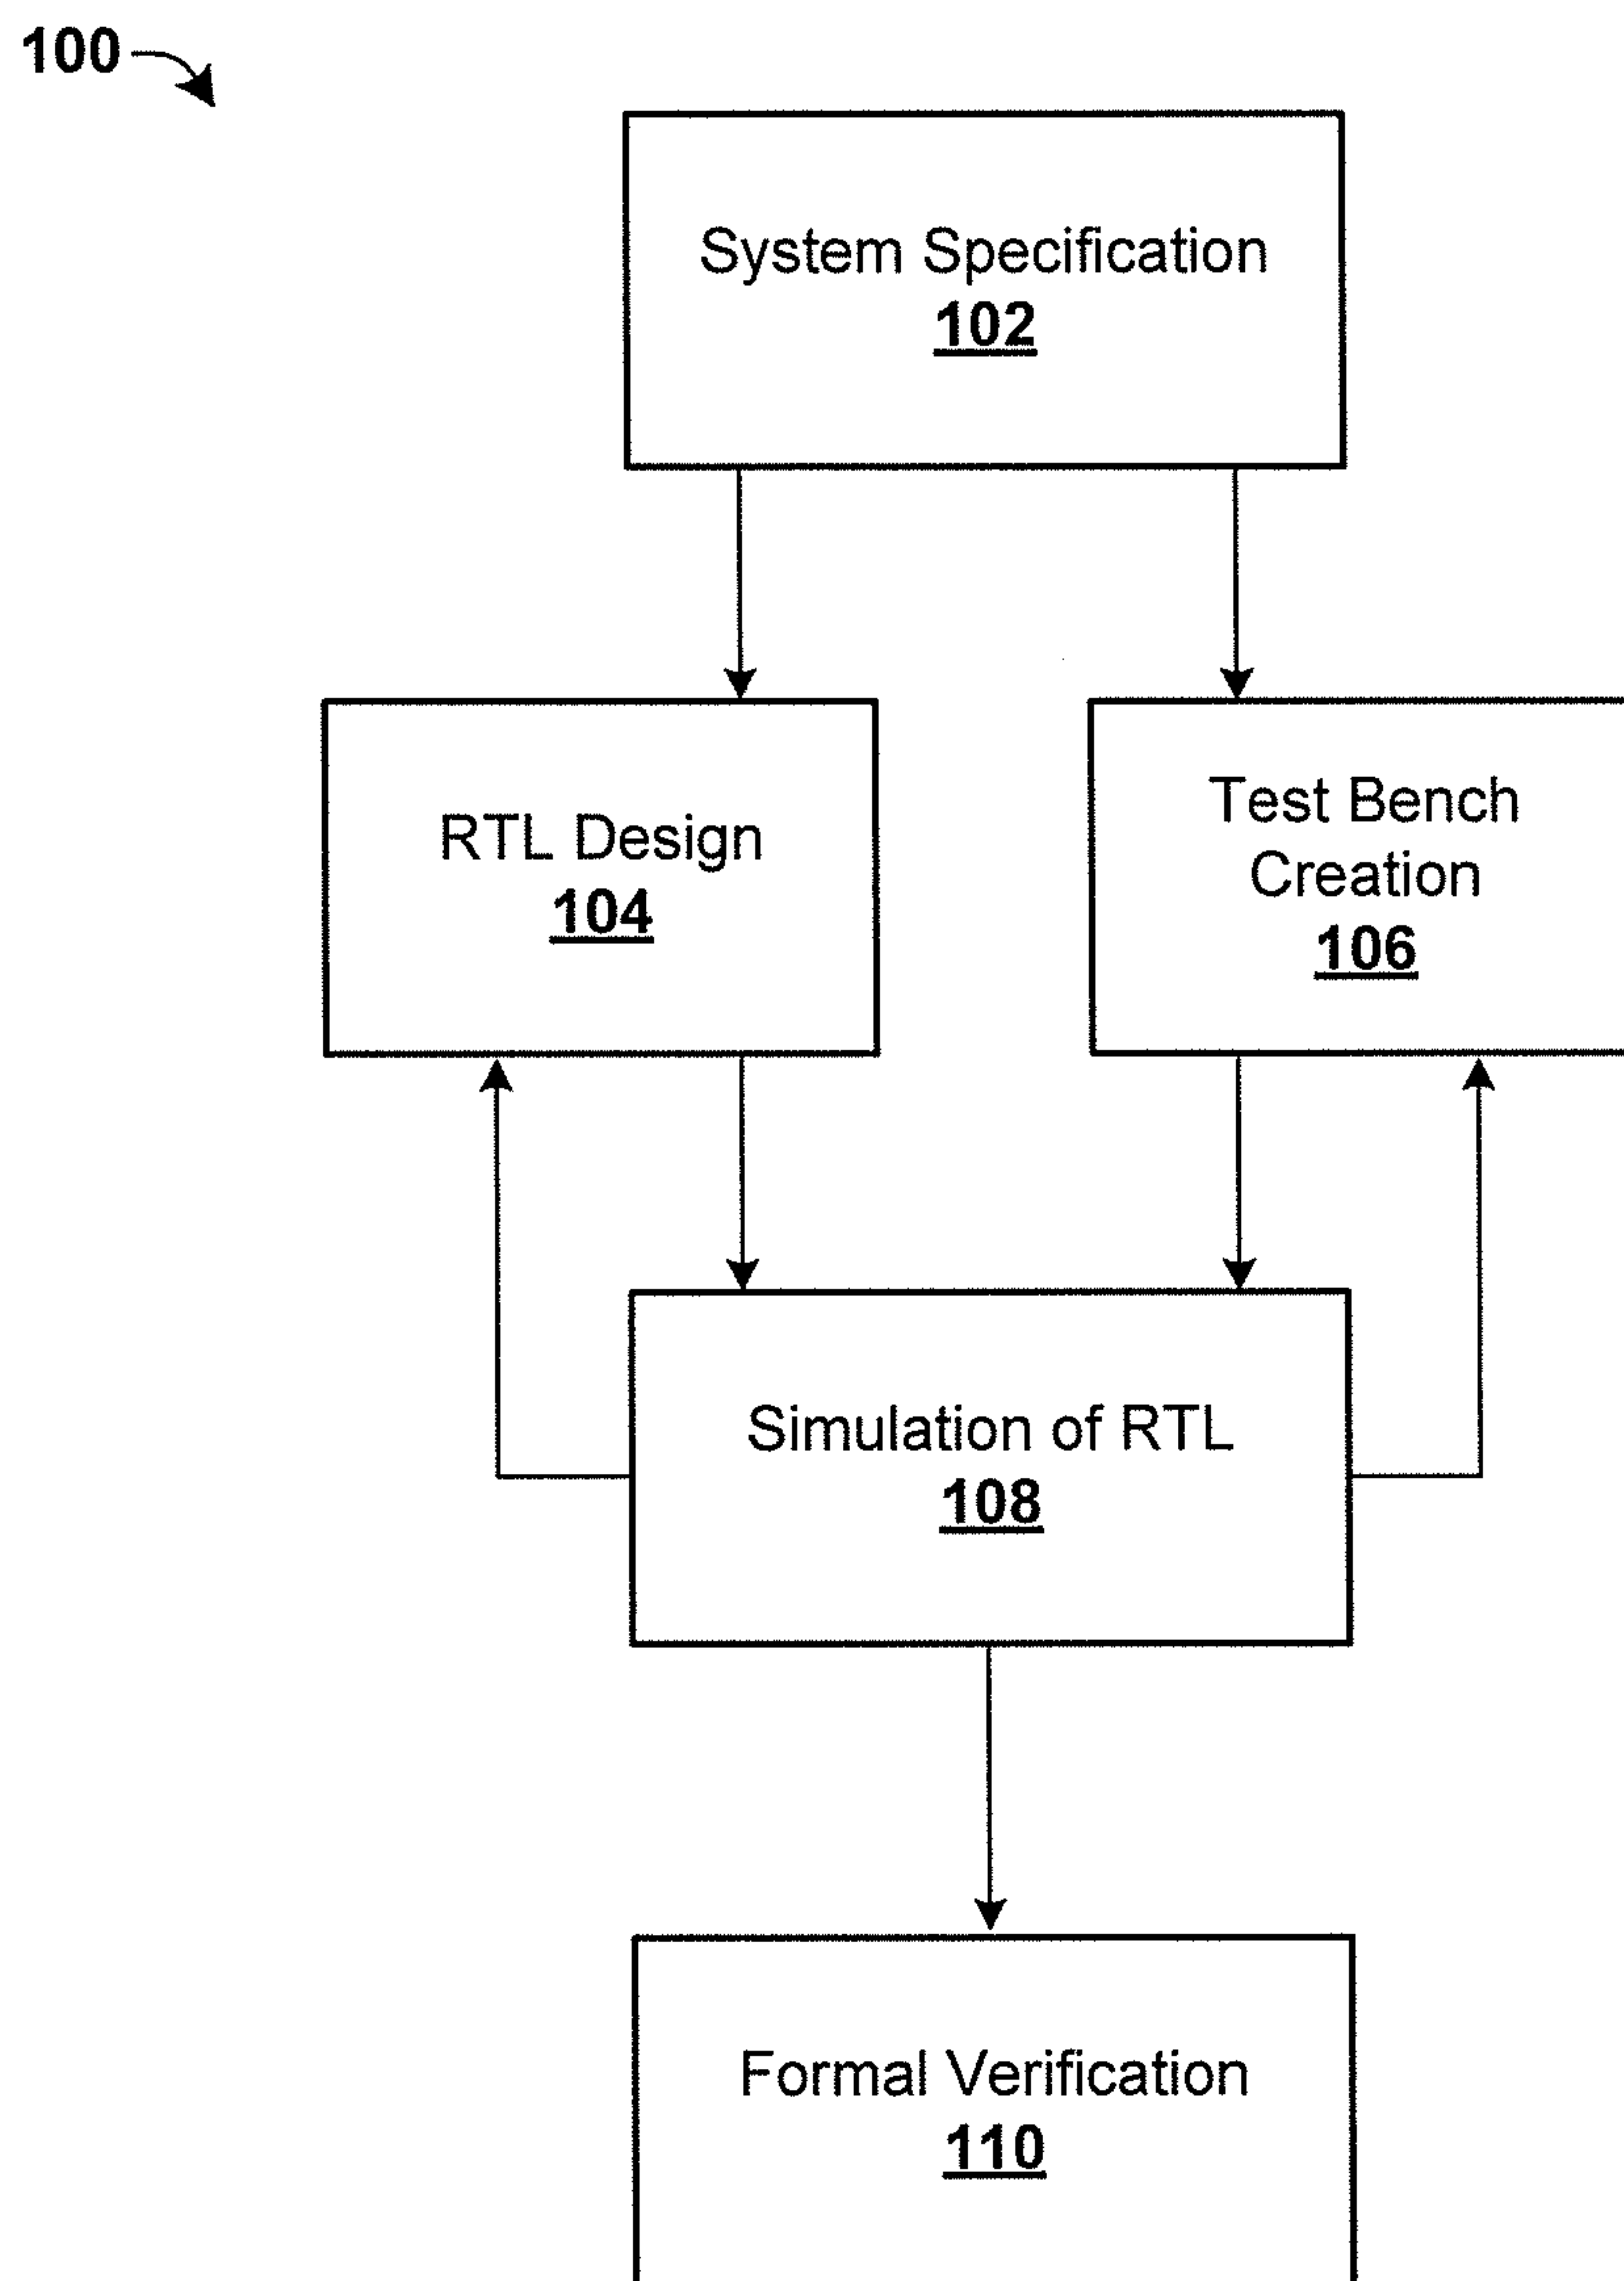 100
System Specification
102
RTL Design
104
Test Bench
Creation
106
Simulation of RTL
108
Formal Verification
110